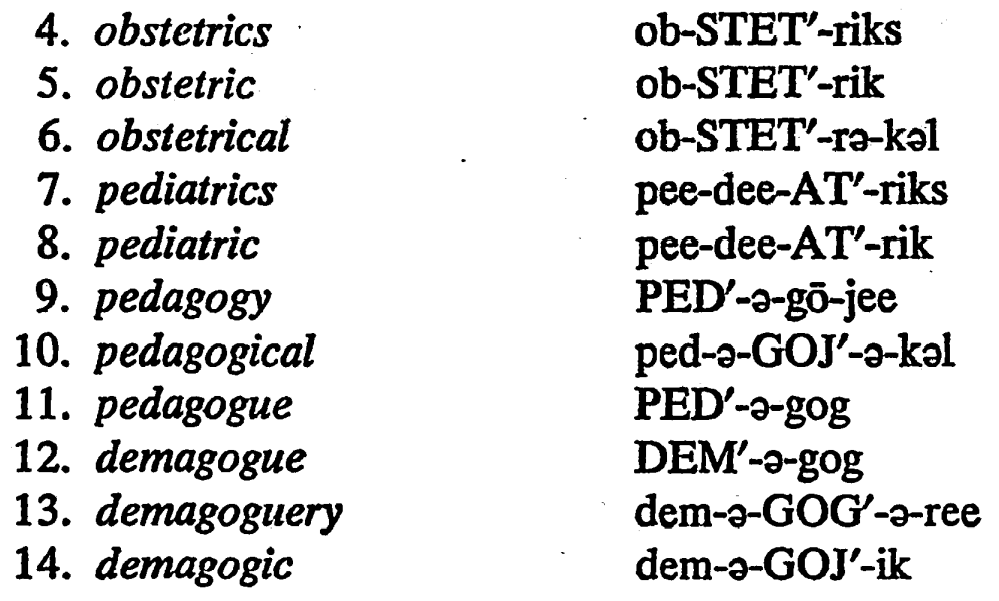 4. obstetrics ob-STET′-riks
5. obstetric ob-STET′-rik
6. obstetrical ob-STET′-rə-kəl
7. pediatrics pee-dee-AT′-riks
8. pediatric pee-dee-AT′-rik
9. pedagogy PED′-ə-gō-jee
10. pedagogical ped-ə-GOJ′-ə-kəl
11. pedagogue PED′-ə-gog
12. demagogue DEM′-ə-gog
13. demagoguery dem-ə-GOG′-ə-ree
14. demagogic dem-ə-GOJ′-ik